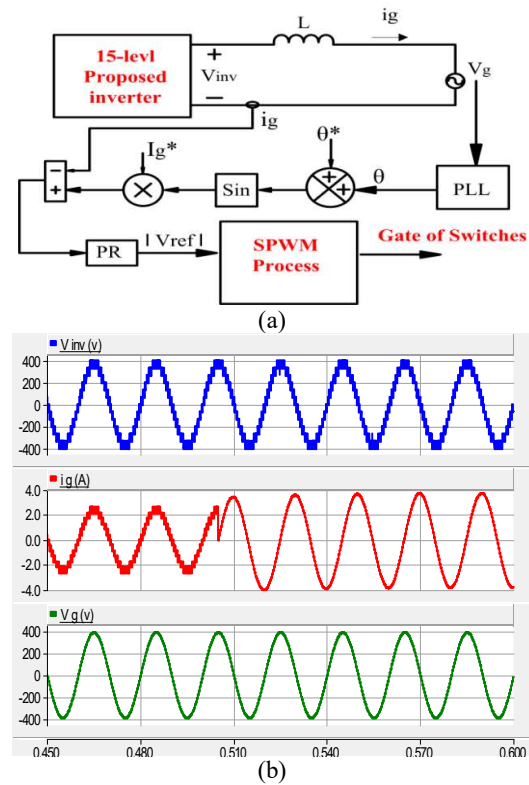 L
ig
15-levl
Proposed
inverter
+
Vinv
−
Vg
ig
Ig*
θ*
−
+
×
Sin
+
+
θ
PLL
PR
| Vref |
SPWM
Process
Gate of Switches
(a)
V inv (v)
400
200
0
-200
-400
i g (A)
4.0
2.0
0.0
-2.0
-4.0
V g (v)
400
200
0
-200
-400
0.450 0.480 0.510 0.540 0.570 0.600
(b)